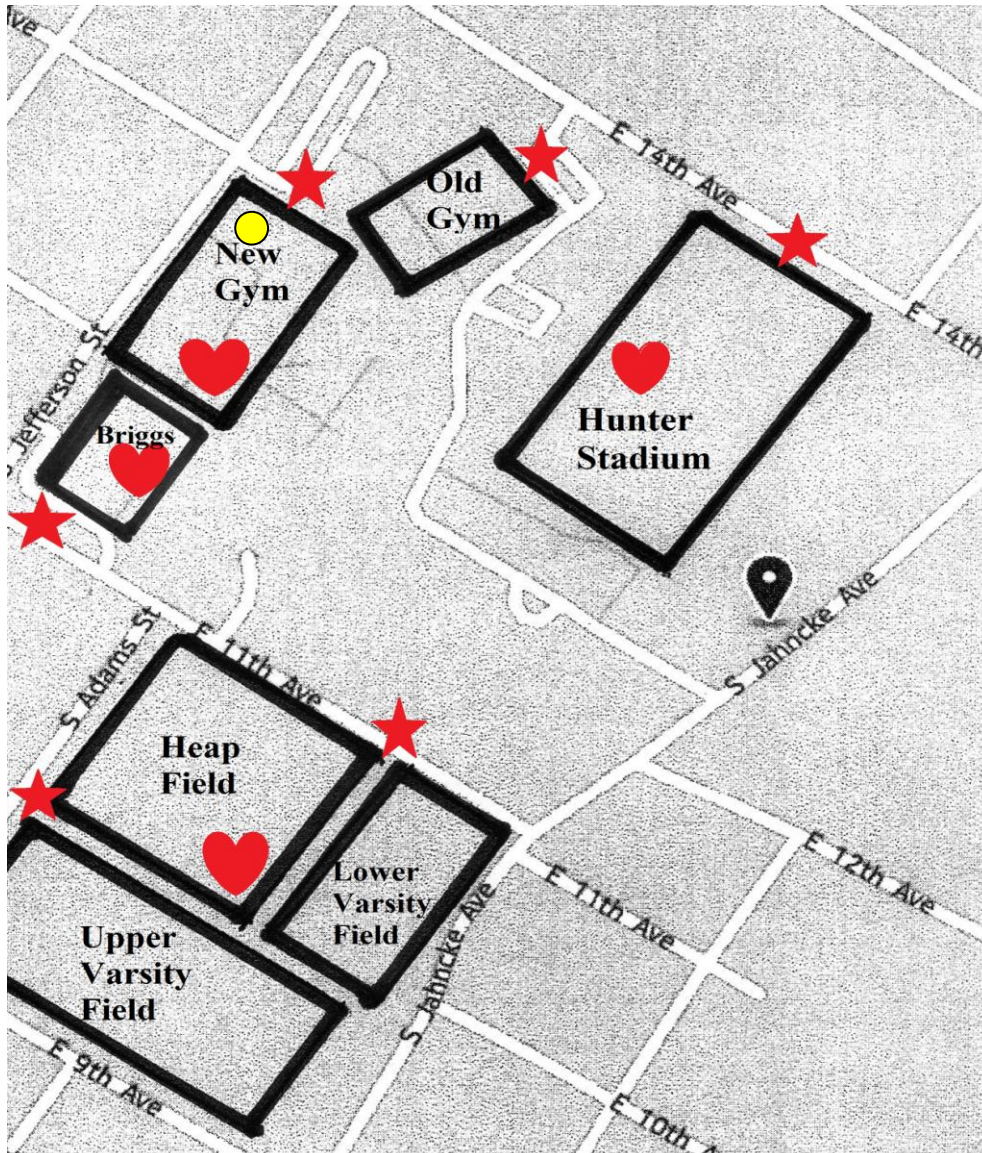 Ave
E 14th Ave
Old
Gym
New
Gym
E 14th
S Jefferson St
Hunter
Stadium
Briggs
S Jahncke Ave
S Adams St
E 11th Ave
Heap
Field
E 12th Ave
Lower
Varsity
Field
E 11th Ave
Upper
Varsity
Field
S Jahncke Ave
E 9th Ave
E 10th A